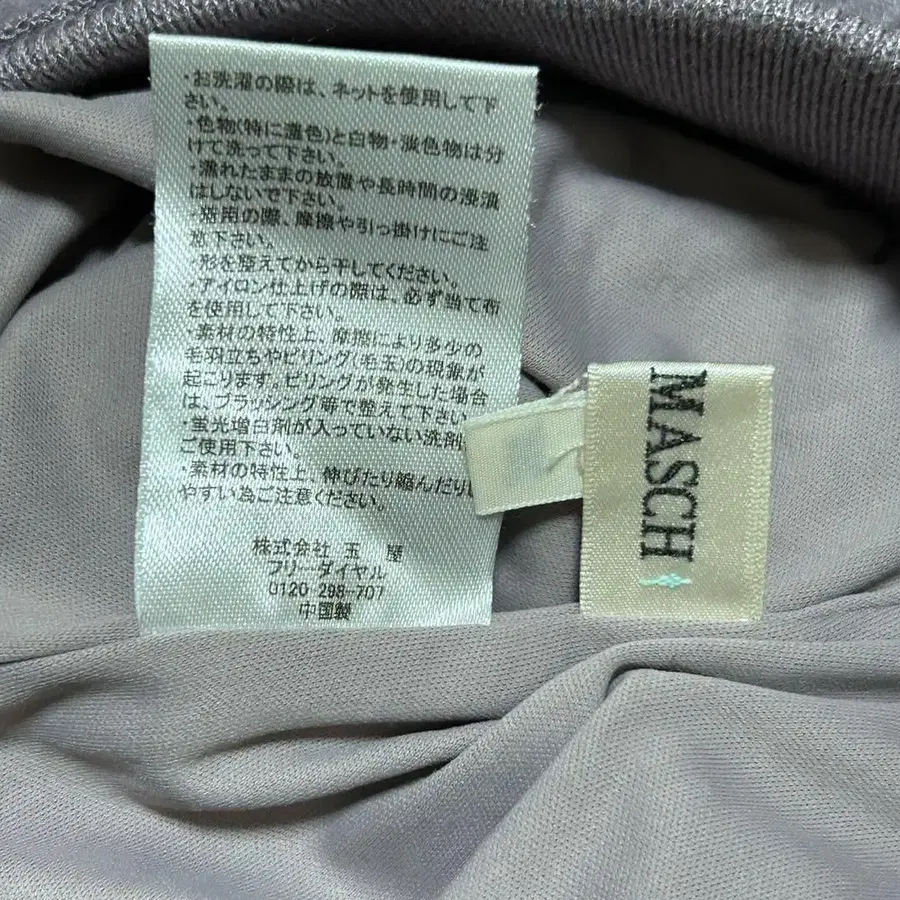 ・お洗濯の際は、ネットを使用して下
さい。
・色物(特に濃色)と白物・淡色物は分
けて洗って下さい。
・濡れたままの放置や長時間の浸漬
はしないで下さい。
・着用の際、摩擦や引っ掛けにご注
意下さい。
・形を整えてから干してください。
・アイロン仕上げの際は、必ず当て布
を使用して下さい。
・素材の特性上、摩擦により多少の
毛羽立ちやピリング(毛玉)の現象が
起こります。ピリングが発生した場合
は、ブラッシング等で整えて下さい。
・蛍光増白剤が入っていない洗剤
ご使用下さい。
・素材の特性上、伸びたり縮んだりし
やすい為ご注意ください。
株式会社 玉 屋
フリーダイヤル
0120-298-707
中国製
MASCH